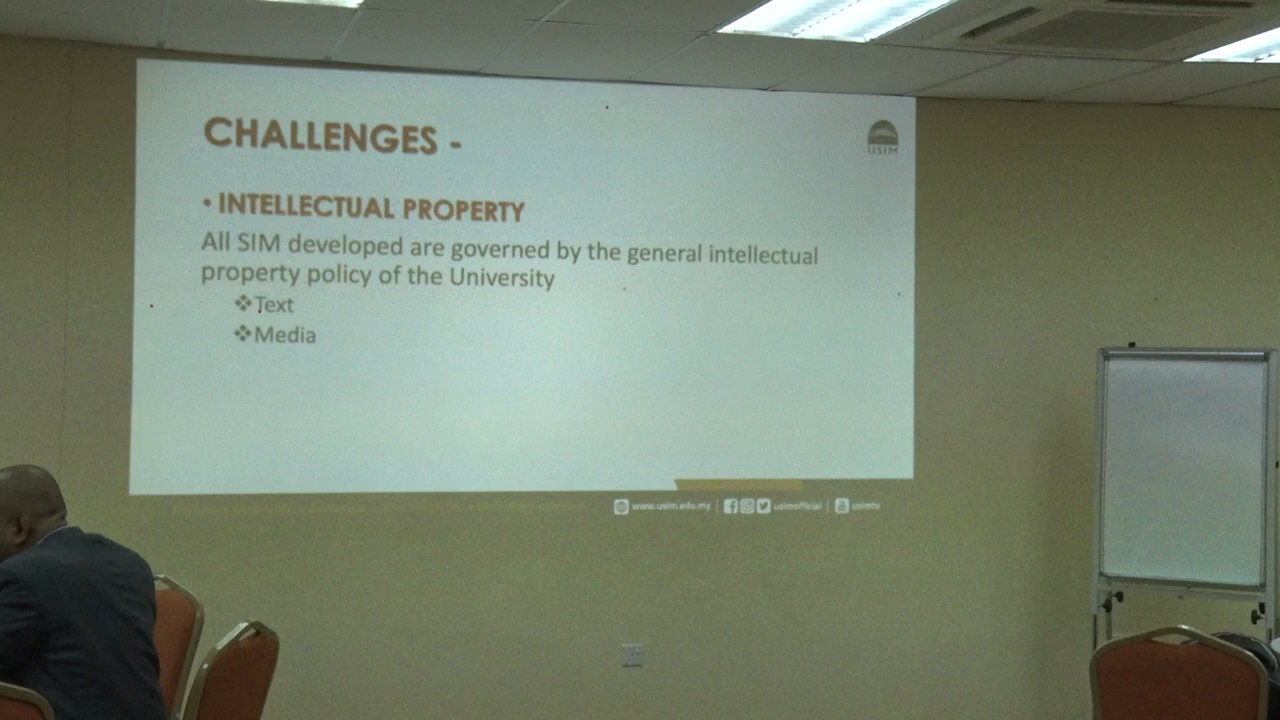 CHALLENGES -
USIM
• INTELLECTUAL PROPERTY
All SIM developed are governed by the general intellectual
property policy of the University
❖Text
❖Media
www.usim.edu.my | usimofficial | usimtv